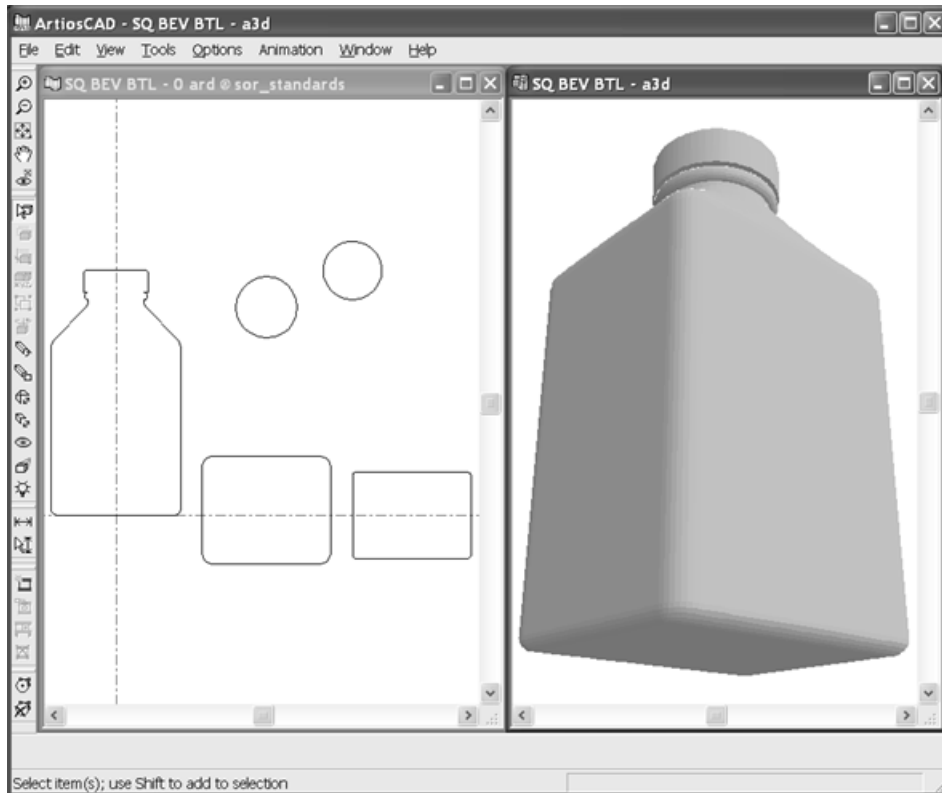 ArtiosCAD - SQ BEV BTL - a3d
File Edit View Tools Options Animation Window Help
SQ BEV BTL - 0 ard @ sor_standards
SQ BEV BTL - a3d
Select item(s); use Shift to add to selection